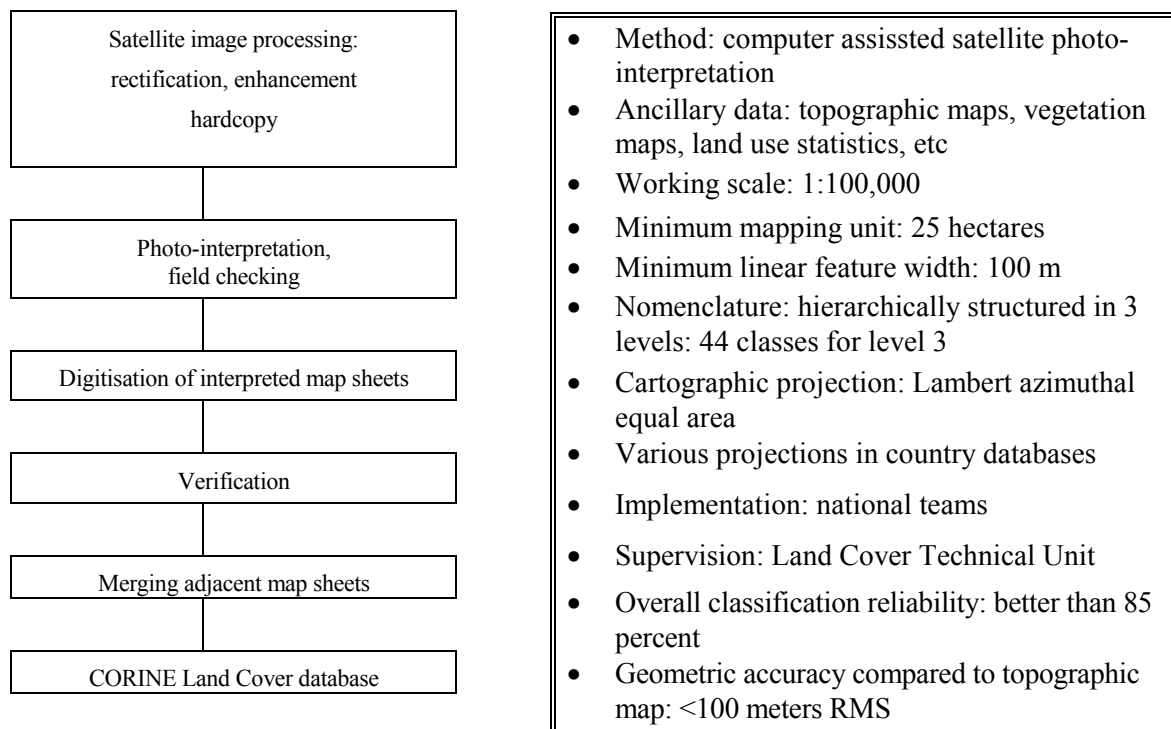 Satellite image processing:
rectification, enhancement
hardcopy
Photo-interpretation,
field checking
Digitisation of interpreted map sheets
Verification
Merging adjacent map sheets
CORINE Land Cover database
• Method: computer assissted satellite photo-
interpretation
• Ancillary data: topographic maps, vegetation
maps, land use statistics, etc
• Working scale: 1:100,000
• Minimum mapping unit: 25 hectares
• Minimum linear feature width: 100 m
• Nomenclature: hierarchically structured in 3
levels: 44 classes for level 3
• Cartographic projection: Lambert azimuthal
equal area
• Various projections in country databases
• Implementation: national teams
• Supervision: Land Cover Technical Unit
• Overall classification reliability: better than 85
percent
• Geometric accuracy compared to topographic
map: <100 meters RMS